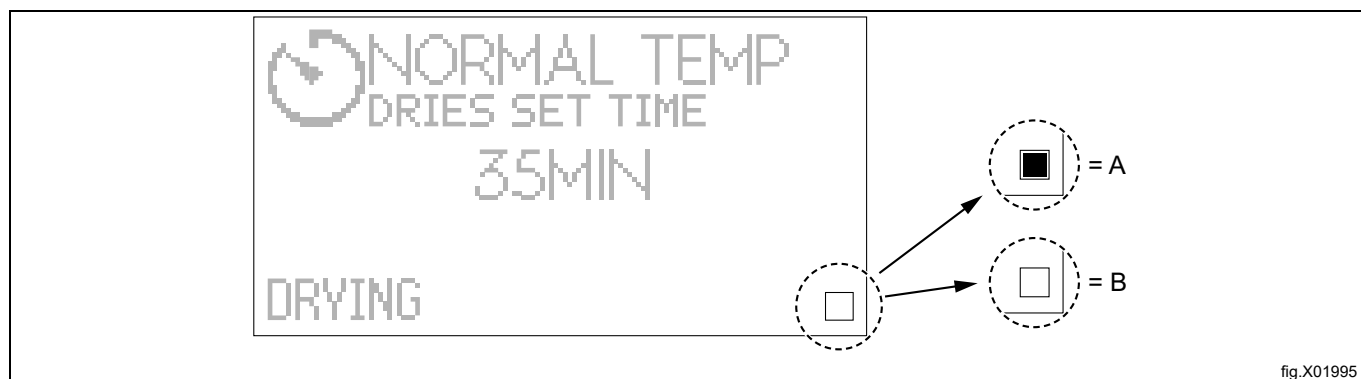 NORMAL TEMP
DRIES SET TIME
35MIN
DRYING
= A
= B
fig.X01995